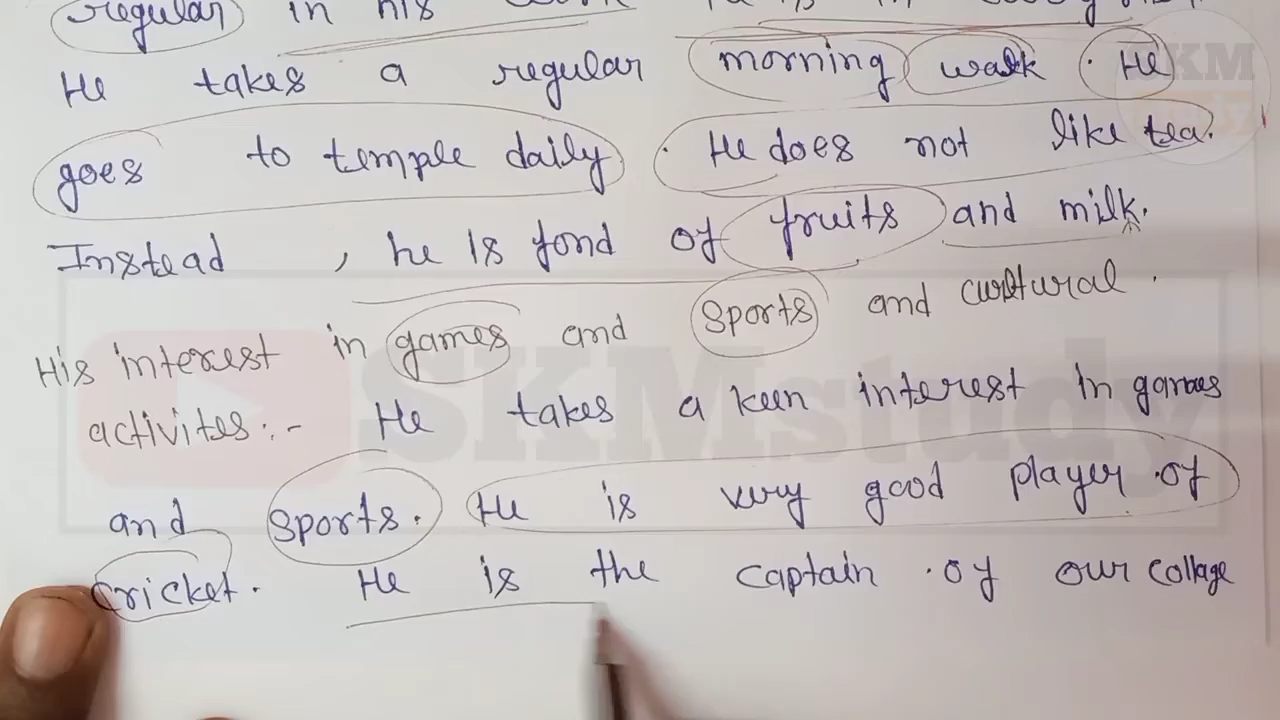 regular in his
He takes a regular morning walk. He
goes to temple daily. He does not like tea.
Instead, he is fond of fruits and milk.
His interest in games and sports and cultural.
activites:- He takes a keen interest in games
and sports. He is very good player of
cricket. He is the captain of our collage
SKM
SKMstudy